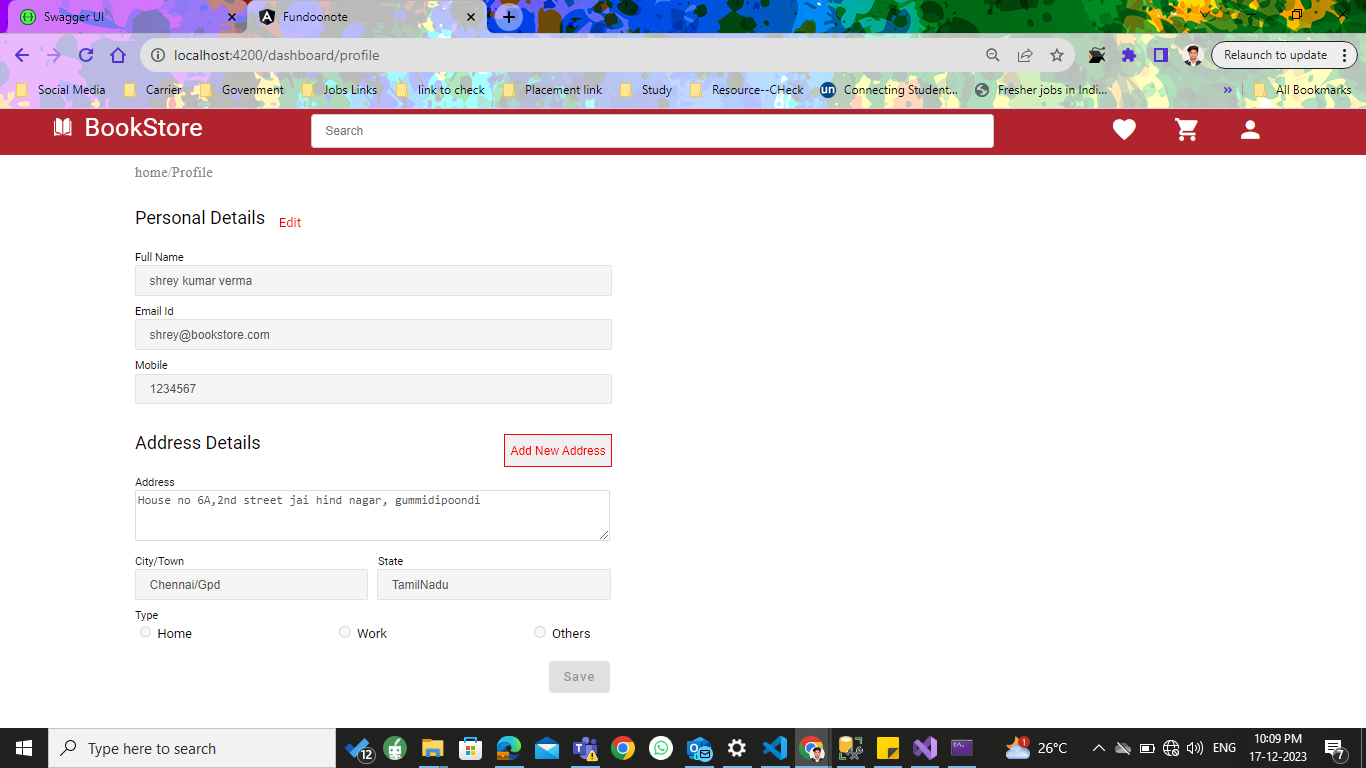 Swagger UI
Fundoonote
localhost:4200/dashboard/profile
Relaunch to update
Social Media
Carrier
Govenment
Jobs Links
link to check
Placement link
Study
Resource--CHeck
un
Connecting Student...
Fresher jobs in Indi...
»
All Bookmarks
BookStore
Search
home/Profile
Personal Details
Edit
Full Name
shrey kumar verma
Email Id
shrey@bookstore.com
Mobile
1234567
Address Details
Add New Address
Address
House no 6A,2nd street jai hind nagar, gummidipoondi
City/Town
State
Chennai/Gpd
TamilNadu
Type
Home
Work
Others
Save
Type here to search
12
1
26°C
ENG
10:09 PM
17-12-2023
7